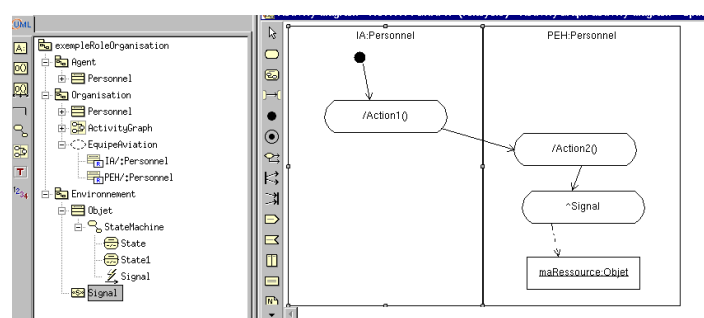 UML
exempleRoleOrganisation
Agent
Personnel
Organisation
Personnel
ActivityGraph
EquipeAviation
IA/:Personnel
PEH/:Personnel
Environnement
Objet
StateMachine
State
State1
Signal
Signal
A:
T
IA:Personnel
PEH:Personnel
/Action1()
/Action2()
^Signal
maRessource:Objet
N